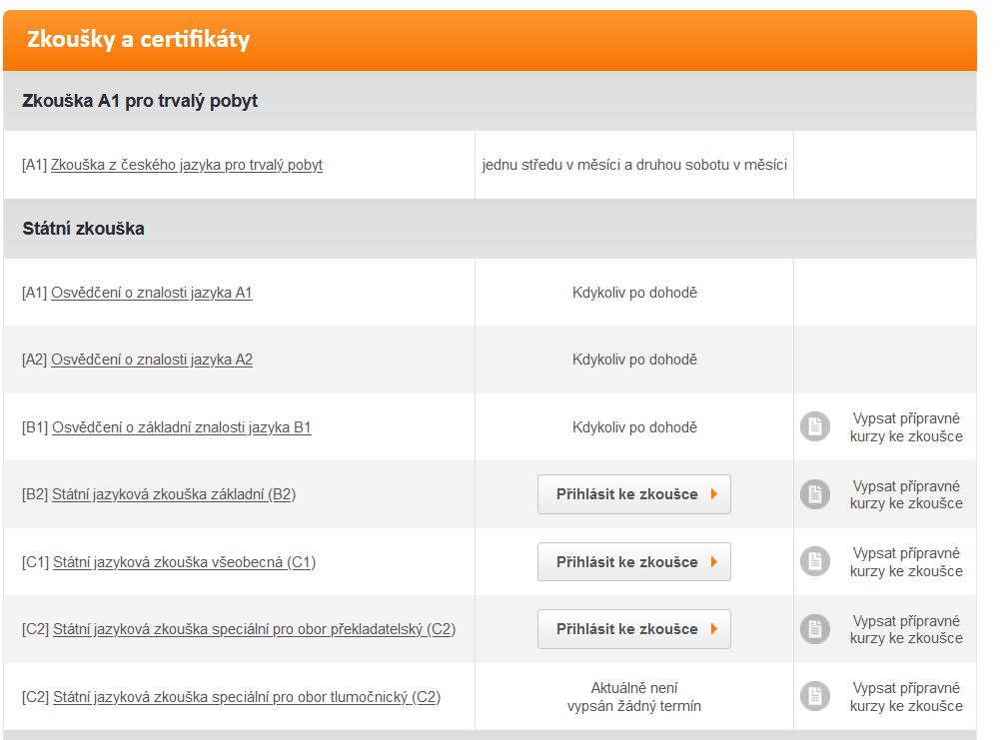 Zkoušky a certifikáty
Zkouška A1 pro trvalý pobyt
[A1] Zkouška z českého jazyka pro trvalý pobyt
jednu středu v měsíci a druhou sobotu v měsíci
Státní zkouška
[A1] Osvědčení o znalosti jazyka A1
Kdykoliv po dohodě
[A2] Osvědčení o znalosti jazyka A2
Kdykoliv po dohodě
[B1] Osvědčení o základní znalosti jazyka B1
Kdykoliv po dohodě
Vypsat přípravné
kurzy ke zkoušce
[B2] Státní jazyková zkouška základní (B2)
Přihlásit ke zkoušce
Vypsat přípravné
kurzy ke zkoušce
[C1] Státní jazyková zkouška všeobecná (C1)
Přihlásit ke zkoušce
Vypsat přípravné
kurzy ke zkoušce
[C2] Státní jazyková zkouška speciální pro obor překladatelský (C2)
Přihlásit ke zkoušce
Vypsat přípravné
kurzy ke zkoušce
[C2] Státní jazyková zkouška speciální pro obor tlumočnický (C2)
Aktuálně není
vypsán žádný termín
Vypsat přípravné
kurzy ke zkoušce